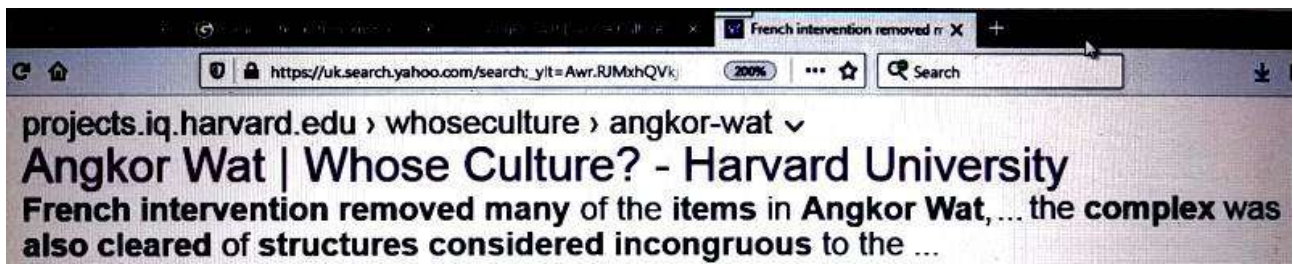 French intervention removed
https://uk.search.yahoo.com/search;_ylt=Awr.RJMxhQVk
200%
Search
projects.iq.harvard.edu › whoseculture › angkor-wat
Angkor Wat | Whose Culture? - Harvard University
French intervention removed many of the items in Angkor Wat, ... the complex was
also cleared of structures considered incongruous to the ...